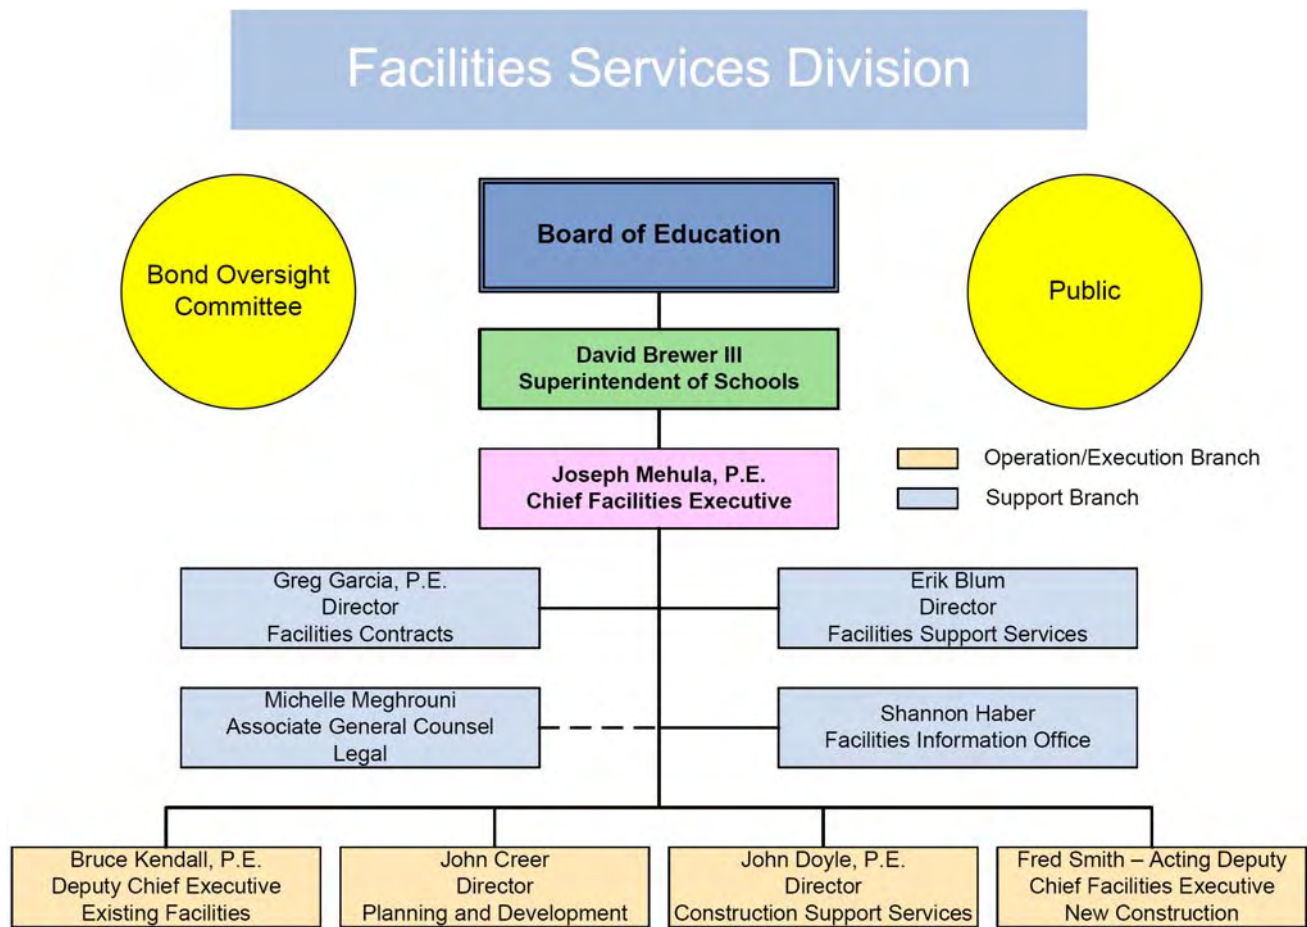 Facilities Services Division
Bond Oversight
Committee
Board of Education
Public
David Brewer III
Superintendent of Schools
Joseph Mehula, P.E.
Chief Facilities Executive
Operation/Execution Branch
Support Branch
Greg Garcia, P.E.
Director
Facilities Contracts
Erik Blum
Director
Facilities Support Services
Michelle Meghrouni
Associate General Counsel
Legal
Shannon Haber
Facilities Information Office
Bruce Kendall, P.E.
Deputy Chief Executive
Existing Facilities
John Creer
Director
Planning and Development
John Doyle, P.E.
Director
Construction Support Services
Fred Smith – Acting Deputy
Chief Facilities Executive
New Construction